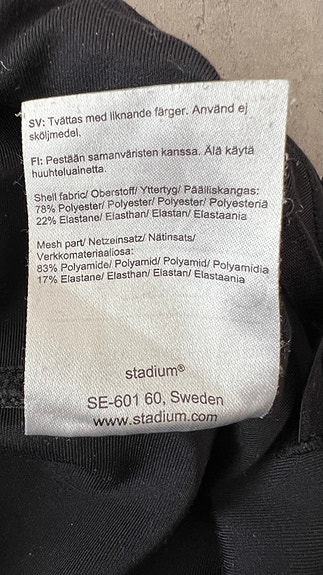 SV: Tvättas med liknande färger. Använd ej
sköljmedel.
FI: Pestään samanväristen kanssa. Älä käytä
huuhteluainetta.
Shell fabric/ Oberstoff/ Yttertyg/ Päälliskangas:
78% Polyester/ Polyester/ Polyester/ Polyesteriä
22% Elastane/ Elasthan/ Elastan/ Elastaania
Mesh part/ Netzeinsatz/ Nätinsats/
Verkkomateriaaliosa:
83% Polyamide/ Polyamid/ Polyamid/ Polyamidia
17% Elastane/ Elasthan/ Elastan/ Elastaania
stadium®
SE-601 60, Sweden
www.stadium.com